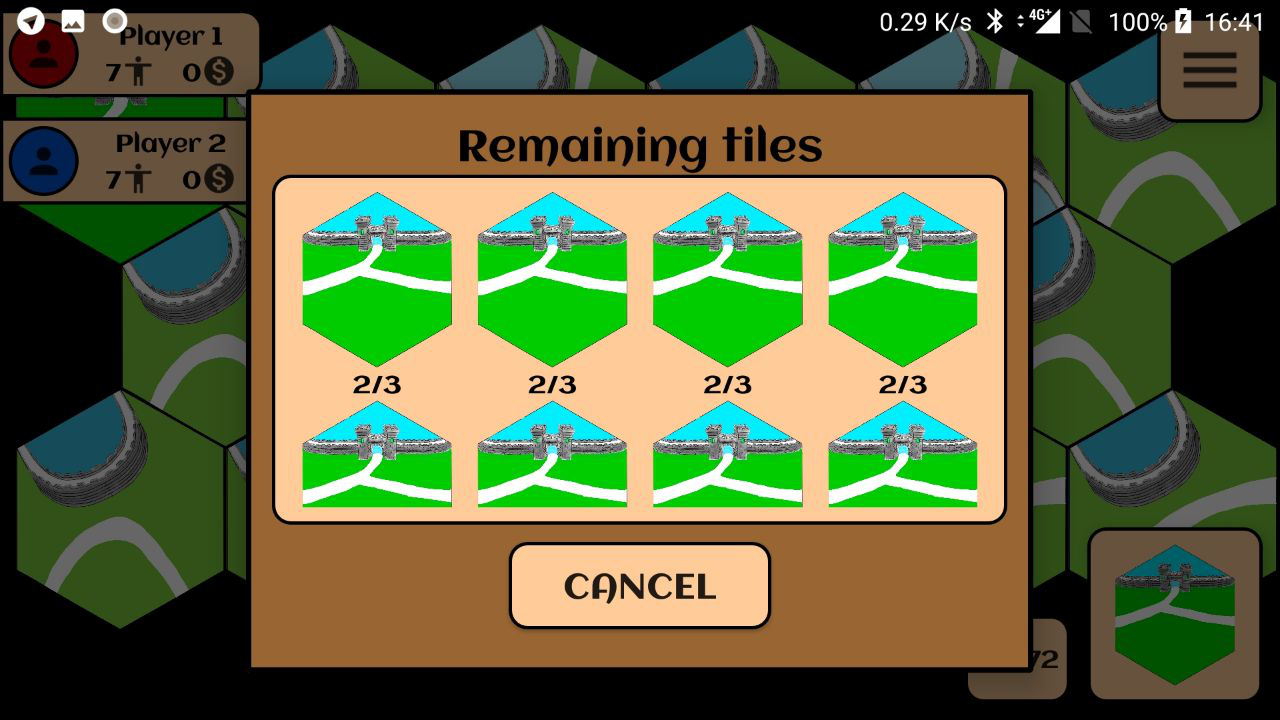 0.29 K/s 4G+ 100% 16:41
Player 1
7 0
Player 2
7 0
Remaining tiles
2/3 2/3 2/3 2/3
CANCEL
72